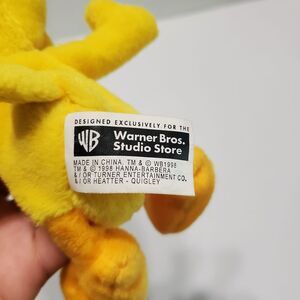 DESIGNED EXCLUSIVELY FOR THE
WB Warner Bros.
Studio Store
MADE IN CHINA. TM & © WB1998
TM & © 1998 HANNA-BARBERA
& / OR TURNER ENTERTAINMENT CO.
& / OR HEATTER - QUIGLEY